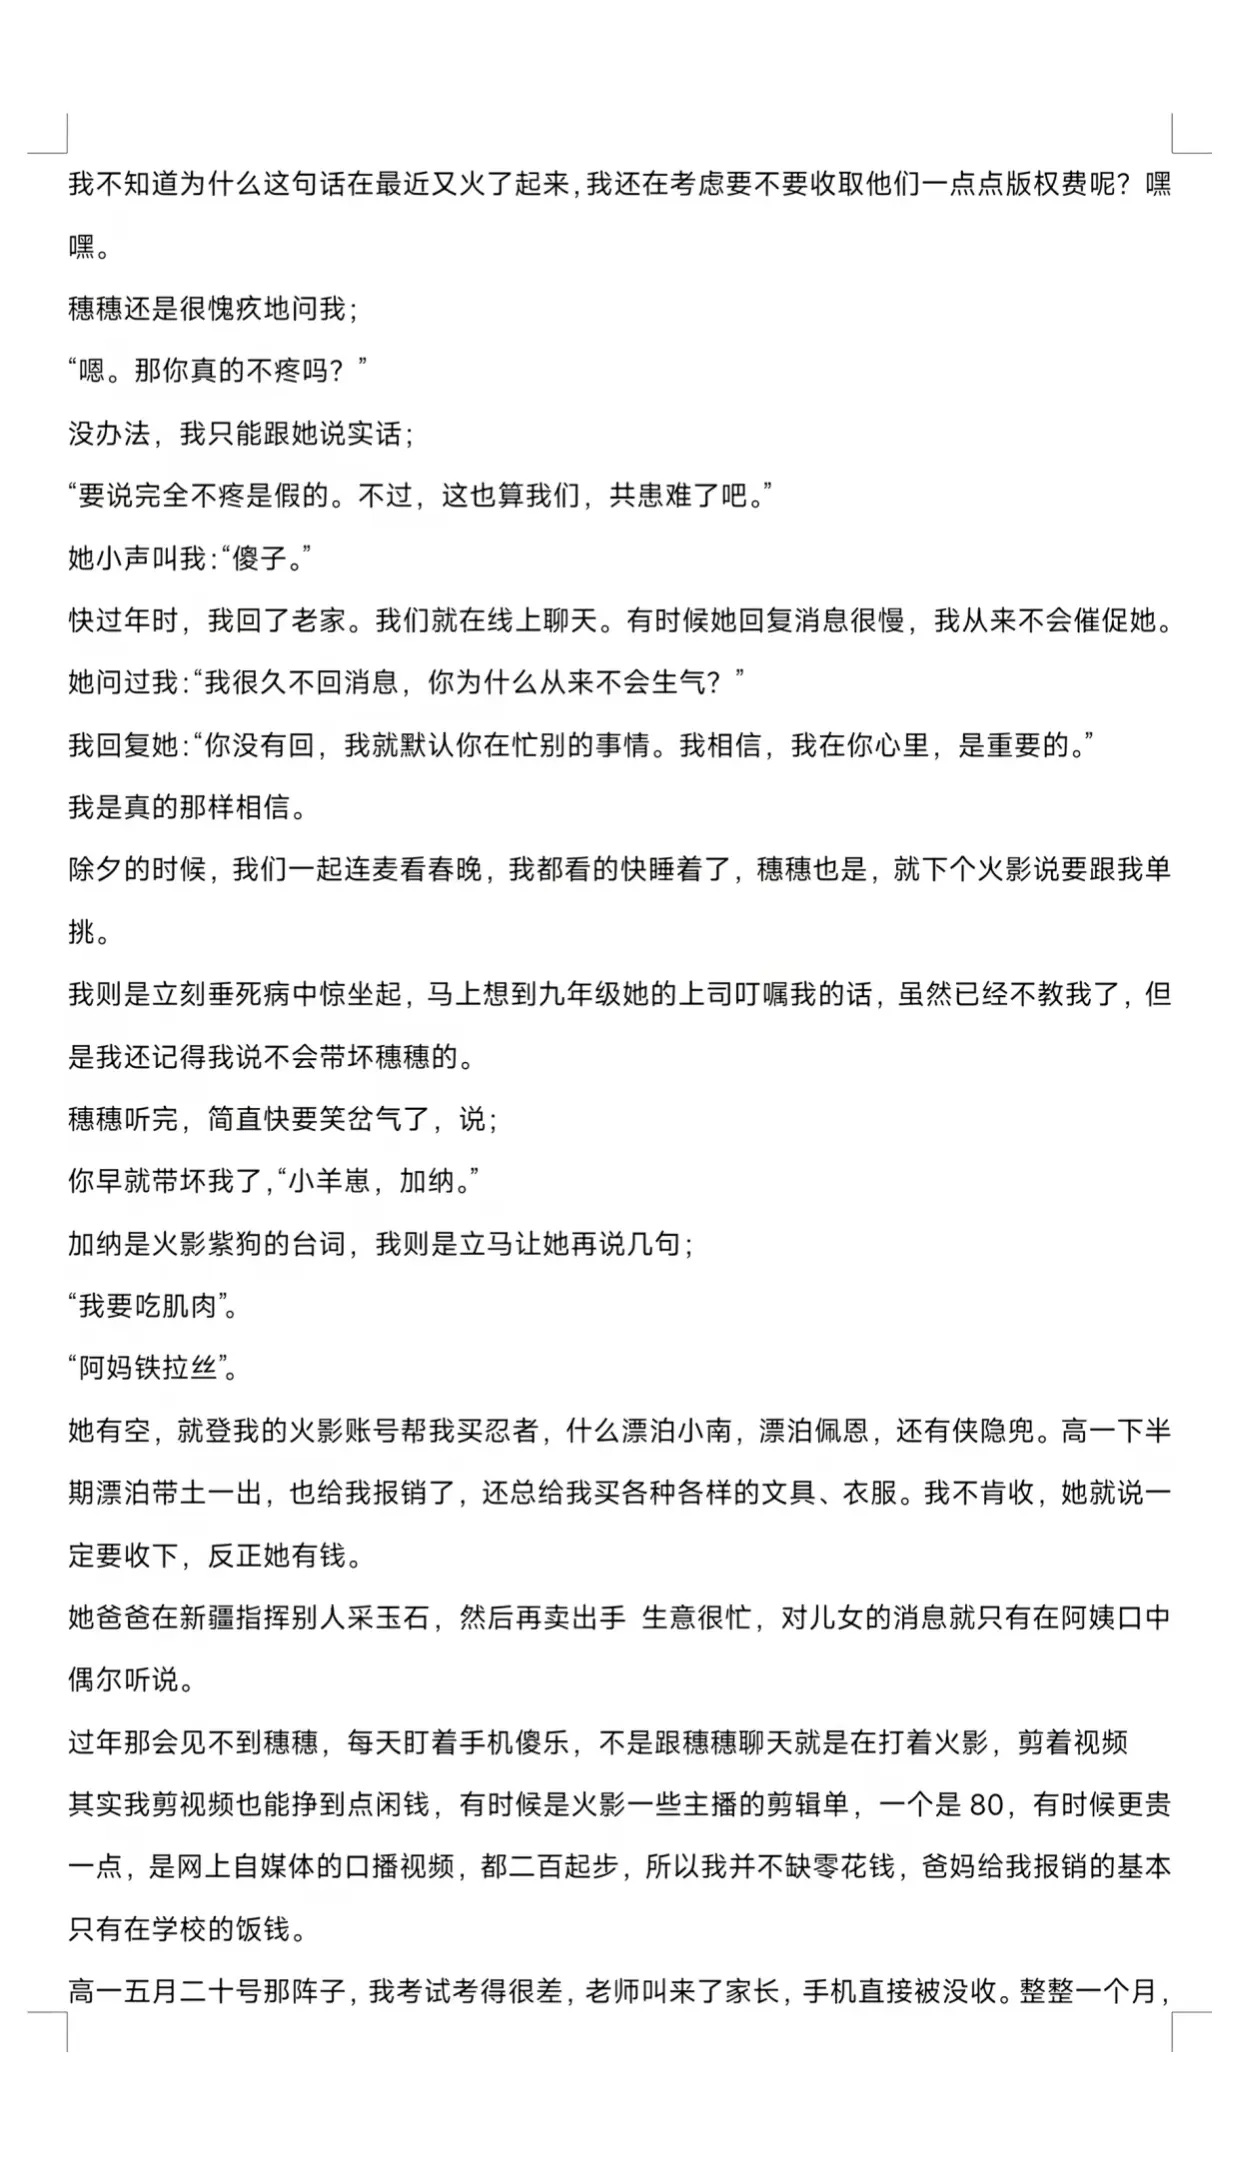 我不知道为什么这句话在最近又火了起来，我还在考虑要不要收取他们一点点版权费呢？嘿
嘿。
穗穗还是很愧疚地问我；
“嗯。那你真的不疼吗？”
没办法，我只能跟她说实话；
“要说完全不疼是假的。不过，这也算我们，共患难了吧。”
她小声叫我：“傻子。”
快过年时，我回了老家。我们就在线上聊天。有时候她回复消息很慢，我从来不会催促她。
她问过我：“我很久不回消息，你为什么从来不会生气？”
我回复她：“你没有回，我就默认你在忙别的事情。我相信，我在你心里，是重要的。”
我是真的那样相信。
除夕的时候，我们一起连麦看春晚，我都看的快睡着了，穗穗也是，就下个火影说要跟我单
挑。
我则是立刻垂死病中惊坐起，马上想到九年级她的上司叮嘱我的话，虽然已经不教我了，但
是我还记得我说不会带坏穗穗的。
穗穗听完，简直快要笑岔气了，说；
你早就带坏我了，“小羊崽，加纳。”
加纳是火影紫狗的台词，我则是立马让她再说几句；
“我要吃肌肉”。
“阿妈铁拉丝”。
她有空，就登我的火影账号帮我买忍者，什么漂泊小南，漂泊佩恩，还有侠隐兜。高一下半
期漂泊带土一出，也给我报销了，还总给我买各种各样的文具、衣服。我不肯收，她就说一
定要收下，反正她有钱。
她爸爸在新疆指挥别人采玉石，然后再卖出手 生意很忙，对儿女的消息就只有在阿姨口中
偶尔听说。
过年那会见不到穗穗，每天盯着手机傻乐，不是跟穗穗聊天就是在打着火影，剪着视频
其实我剪视频也能挣到点闲钱，有时候是火影一些主播的剪辑单，一个是 80，有时候更贵
一点，是网上自媒体的口播视频，都二百起步，所以我并不缺零花钱，爸妈给我报销的基本
只有在学校的饭钱。
高一五月二十号那阵子，我考试考得很差，老师叫来了家长，手机直接被没收。整整一个月，